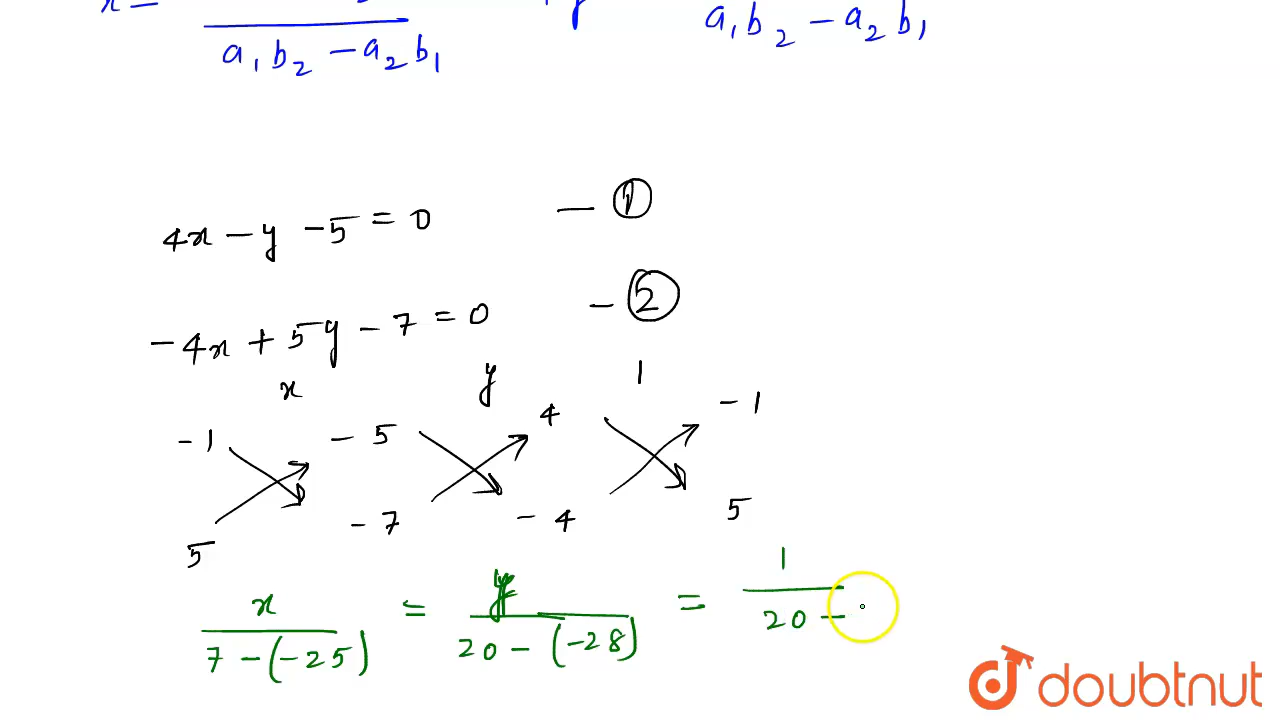 a₁b₂ - a₂b₁ a₁b₂ - a₂b₁
4x - y - 5 = 0 - ①
-4x + 5y - 7 = 0 - ②
x y 1
-1 -5 4 -1
5 -7 -4 5
x = y = 1
7 - (-25) 20 - (-28) 20 -
doubtnut